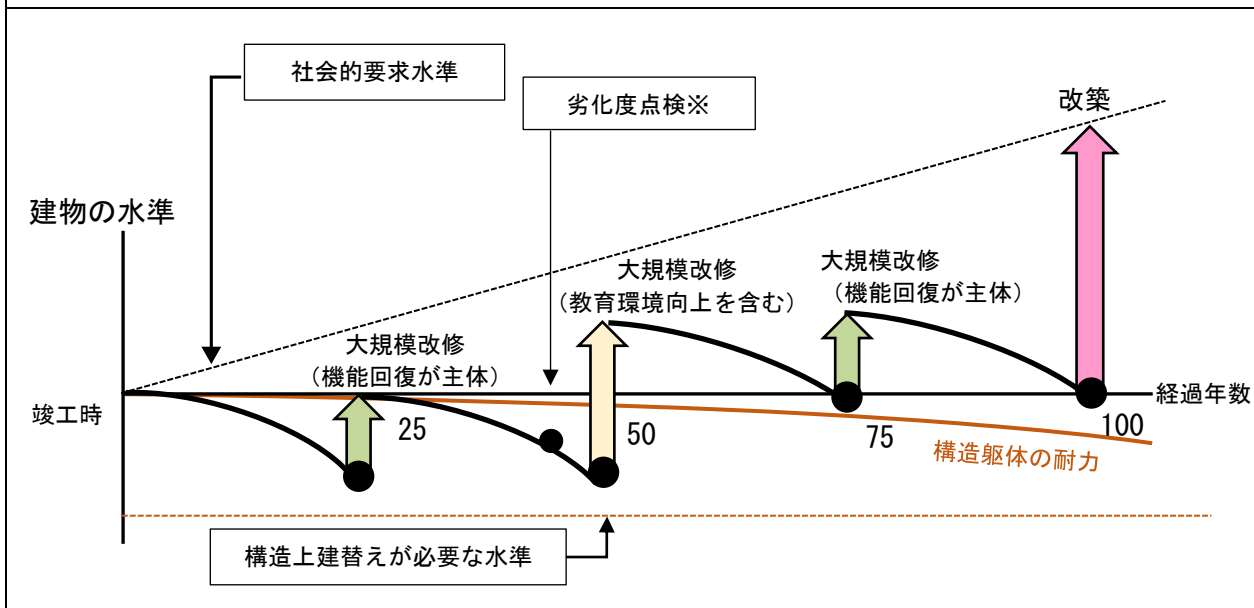 社会的要求水準
劣化度点検※
改築
建物の水準
大規模改修
（教育環境向上を含む）
大規模改修
（機能回復が主体）
大規模改修
（機能回復が主体）
竣工時
経過年数
25
50
75
100
構造躯体の耐力
構造上建替えが必要な水準